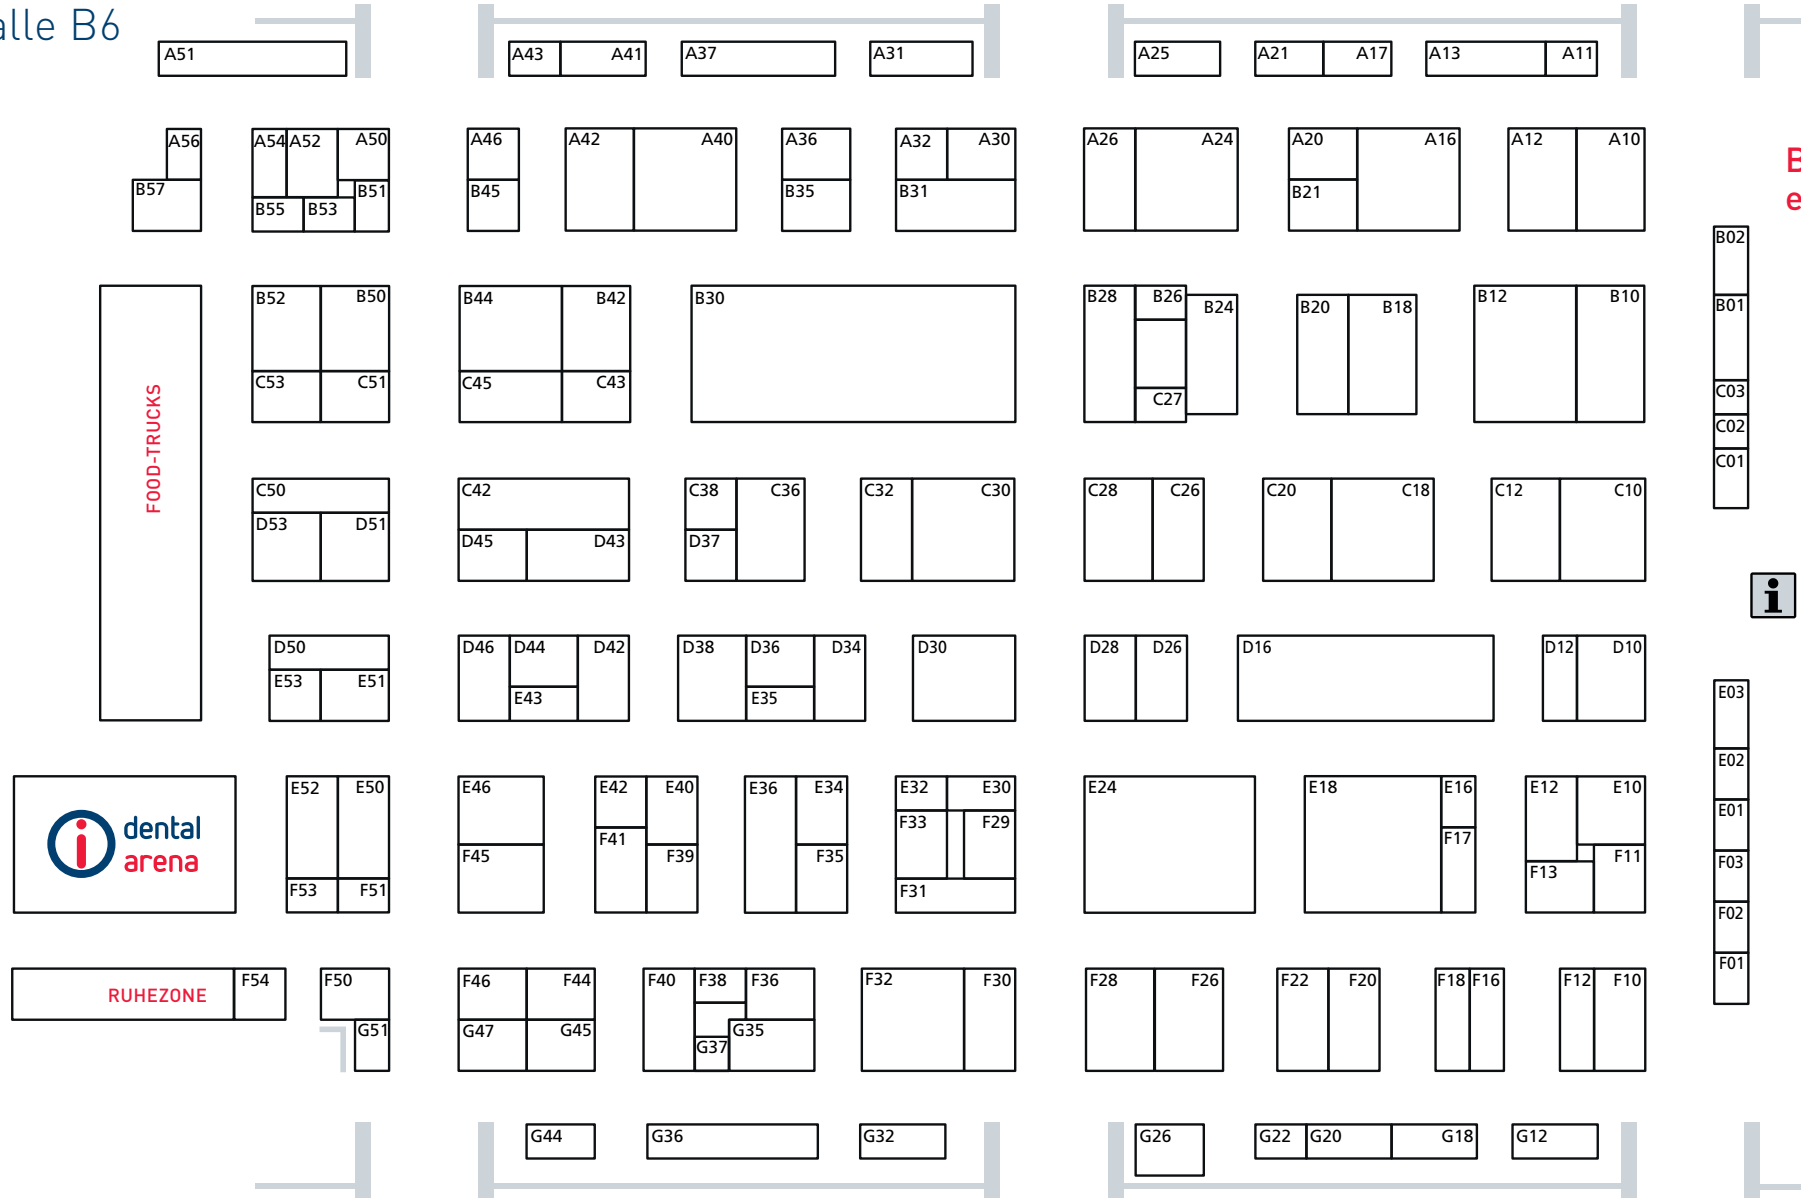 alle B6
A51
A43 A41 A37 A31 A25 A21 A17 A13 A11
A56 A54 A52 A50 A46 A42 A40 A36 A32 A30 A26 A24 A20 A16 A12 A10
B57 B55 B53 B51 B45 B35 B31 B21
B
e
B02
B52 B50 B44 B42 B30 B28 B26 B24 B20 B18 B12 B10 B01
C53 C51 C45 C43 C27 C03
C02
C01
FOOD-TRUCKS
C50 C42 C38 C36 C32 C30 C28 C26 C20 C18 C12 C10
D53 D51 D45 D43 D37
i
D50 D46 D44 D42 D38 D36 D34 D30 D28 D26 D16 D12 D10
E53 E51 E43 E35 E03
E02
E52 E50 E46 E42 E40 E36 E34 E32 E30 E24 E18 E16 E12 E10
E01
i dental
arena
F33 F29 F41 F17
F45 F39 F35 F11 F03
F53 F51 F31 F13
F02
F01
RUHEZONE F54 F50 F46 F44 F40 F38 F36 F32 F30 F28 F26 F22 F20 F18 F16 F12 F10
G51 G47 G45 G37 G35
G44 G36 G32 G26 G22 G20 G18 G12